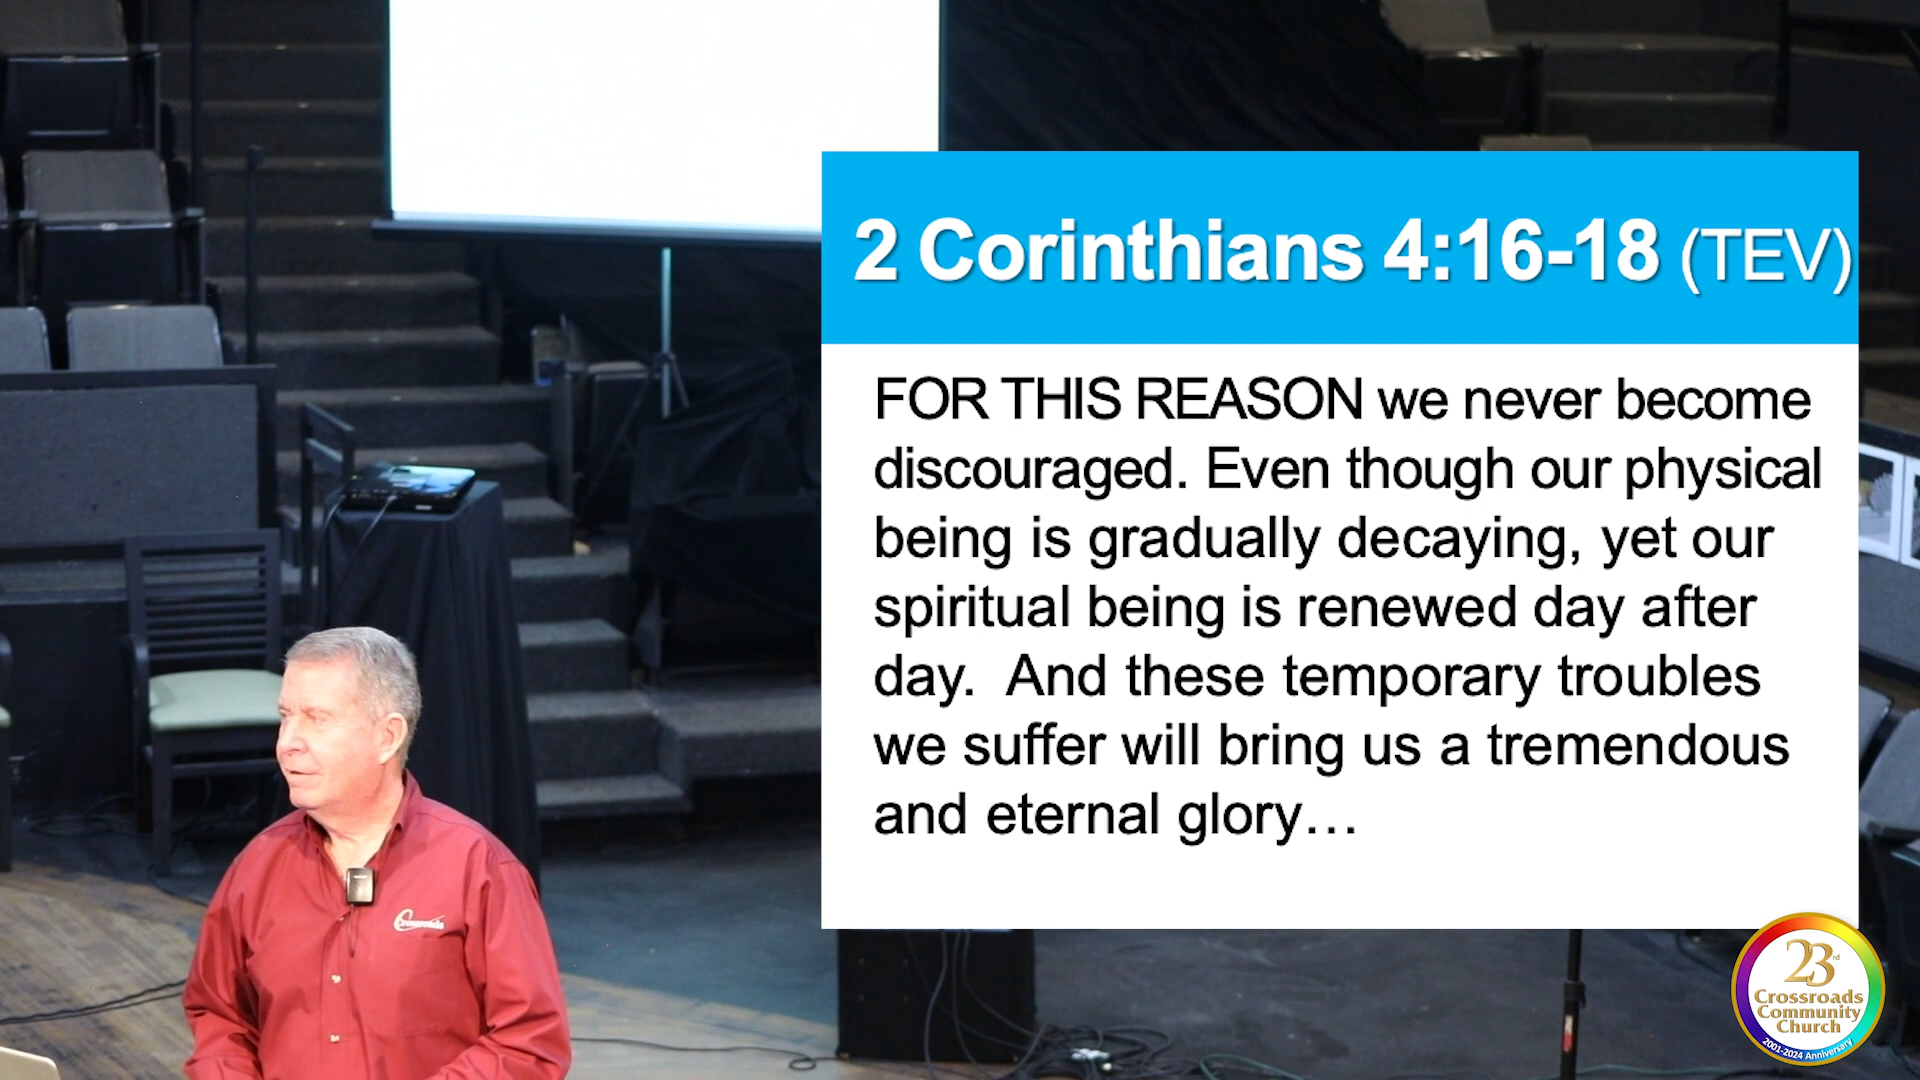 2 Corinthians 4:16-18 (TEV)
FOR THIS REASON we never become
discouraged. Even though our physical
being is gradually decaying, yet our
spiritual being is renewed day after
day.  And these temporary troubles
we suffer will bring us a tremendous
and eternal glory…
Crossroads
23rd
Crossroads
Community
Church
2001-2024 Anniversary